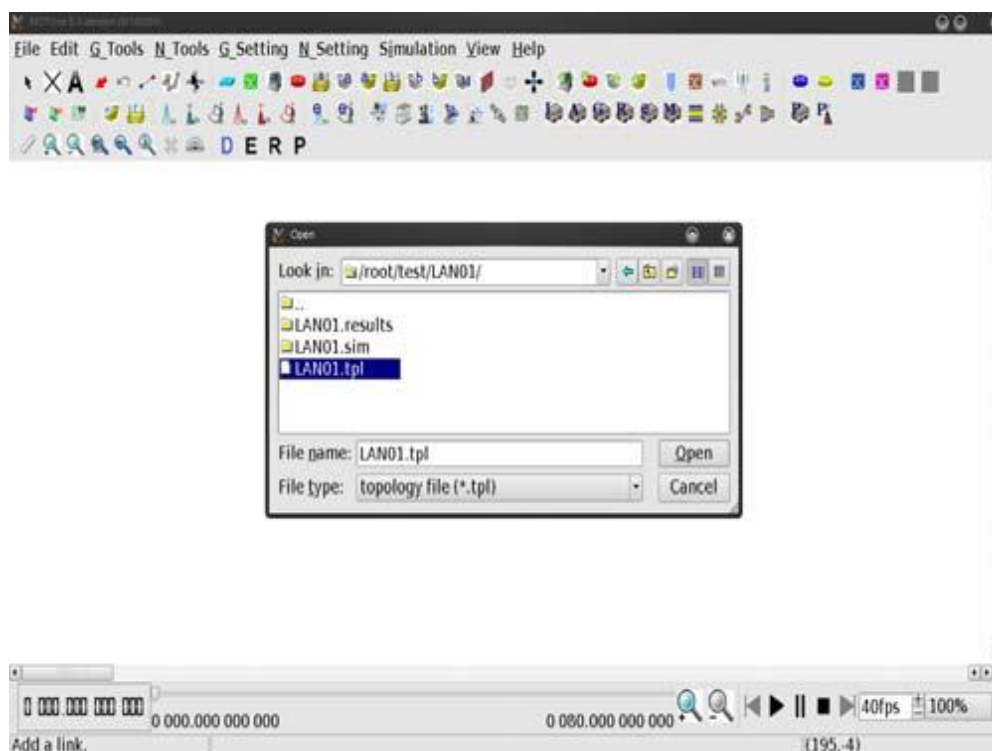 File Edit G_Tools N_Tools G_Setting N_Setting Simulation View Help
D E R P
Open
Look in: /root/test/LAN01/
..
LAN01.results
LAN01.sim
LAN01.tpl
File name: LAN01.tpl Open
File type: topology file (*.tpl) Cancel
0 000.000 000 000
0 000.000 000 000
0 080.000 000 000
40fps 100%
Add a link.
(195,-4)